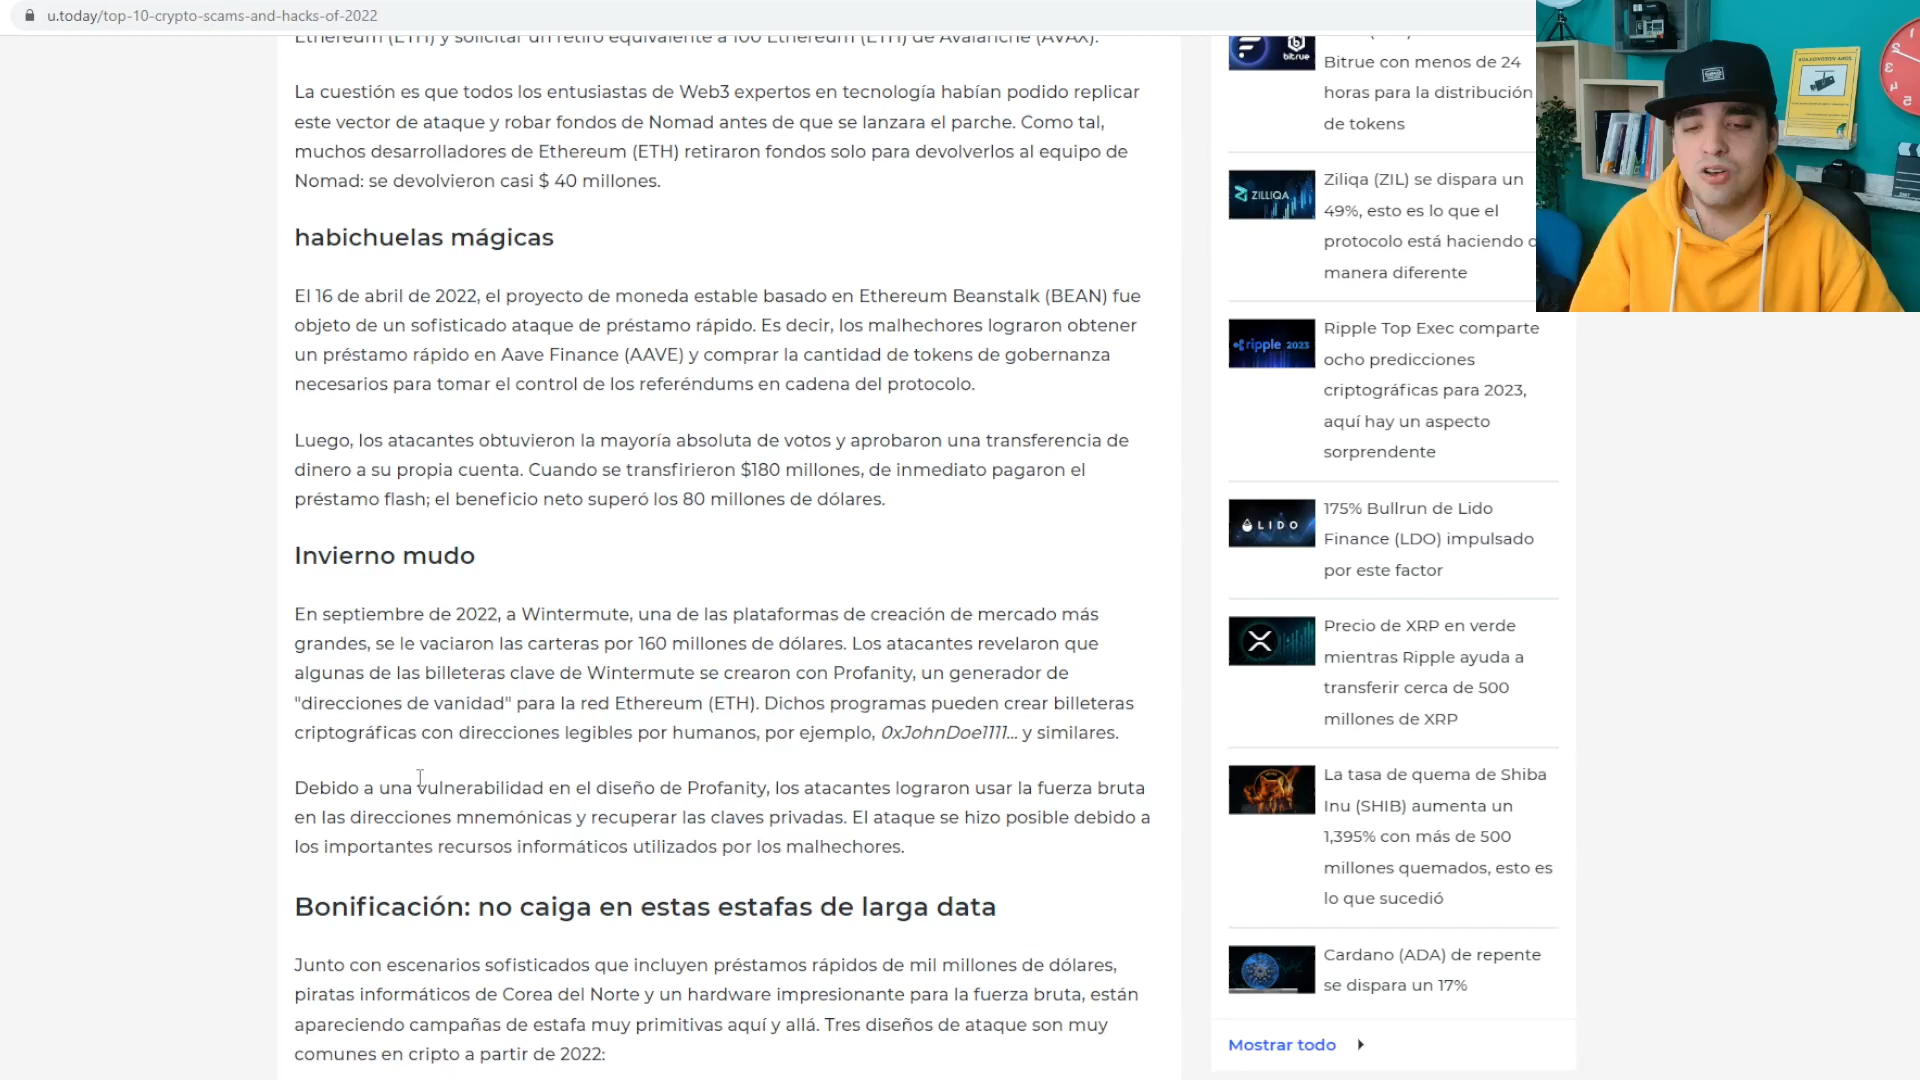 u.today/top-10-crypto-scams-and-hacks-of-2022
Ethereum (ETH) y solicitar un retiro equivalente a 100 Ethereum (ETH) de Avalanche (AVAX).
La cuestión es que todos los entusiastas de Web3 expertos en tecnología habían podido replicar
este vector de ataque y robar fondos de Nomad antes de que se lanzara el parche. Como tal,
muchos desarrolladores de Ethereum (ETH) retiraron fondos solo para devolverlos al equipo de
Nomad: se devolvieron casi $ 40 millones.
habichuelas mágicas
El 16 de abril de 2022, el proyecto de moneda estable basado en Ethereum Beanstalk (BEAN) fue
objeto de un sofisticado ataque de préstamo rápido. Es decir, los malhechores lograron obtener
un préstamo rápido en Aave Finance (AAVE) y comprar la cantidad de tokens de gobernanza
necesarios para tomar el control de los referéndums en cadena del protocolo.
Luego, los atacantes obtuvieron la mayoría absoluta de votos y aprobaron una transferencia de
dinero a su propia cuenta. Cuando se transfirieron $180 millones, de inmediato pagaron el
préstamo flash; el beneficio neto superó los 80 millones de dólares.
Invierno mudo
En septiembre de 2022, a Wintermute, una de las plataformas de creación de mercado más
grandes, se le vaciaron las carteras por 160 millones de dólares. Los atacantes revelaron que
algunas de las billeteras clave de Wintermute se crearon con Profanity, un generador de
"direcciones de vanidad" para la red Ethereum (ETH). Dichos programas pueden crear billeteras
criptográficas con direcciones legibles por humanos, por ejemplo, 0xJohnDoe1111... y similares.
Debido a una vulnerabilidad en el diseño de Profanity, los atacantes lograron usar la fuerza bruta
en las direcciones mnemónicas y recuperar las claves privadas. El ataque se hizo posible debido a
los importantes recursos informáticos utilizados por los malhechores.
Bonificación: no caiga en estas estafas de larga data
Junto con escenarios sofisticados que incluyen préstamos rápidos de mil millones de dólares,
piratas informáticos de Corea del Norte y un hardware impresionante para la fuerza bruta, están
apareciendo campañas de estafa muy primitivas aquí y allá. Tres diseños de ataque son muy
comunes en cripto a partir de 2022:
bitrue
Bitrue con menos de 24
horas para la distribución
de tokens
ZILLIQA
Ziliqa (ZIL) se dispara un
49%, esto es lo que el
protocolo está haciendo
manera diferente
ripple 2023
Ripple Top Exec comparte
ocho predicciones
criptográficas para 2023,
aquí hay un aspecto
sorprendente
LIDO
175% Bullrun de Lido
Finance (LDO) impulsado
por este factor
Precio de XRP en verde
mientras Ripple ayuda a
transferir cerca de 500
millones de XRP
La tasa de quema de Shiba
Inu (SHIB) aumenta un
1,395% con más de 500
millones quemados, esto es
lo que sucedió
Cardano (ADA) de repente
se dispara un 17%
Mostrar todo